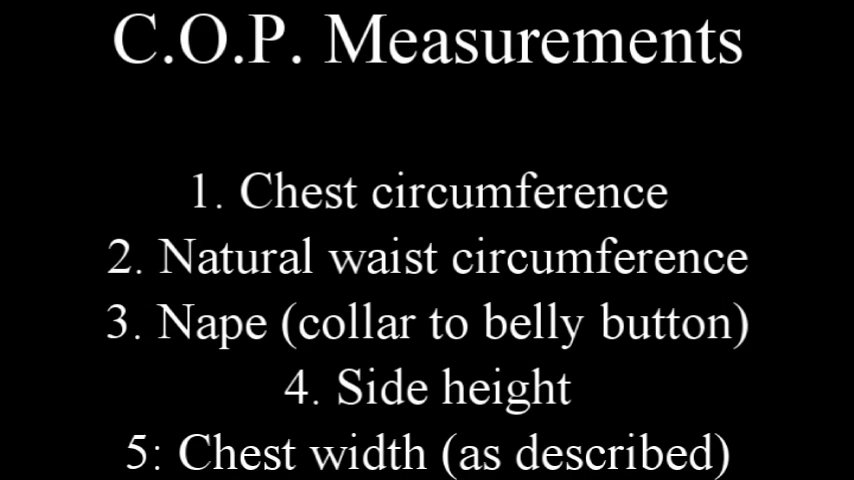 C.O.P. Measurements
1. Chest circumference
2. Natural waist circumference
3. Nape (collar to belly button)
4. Side height
5: Chest width (as described)